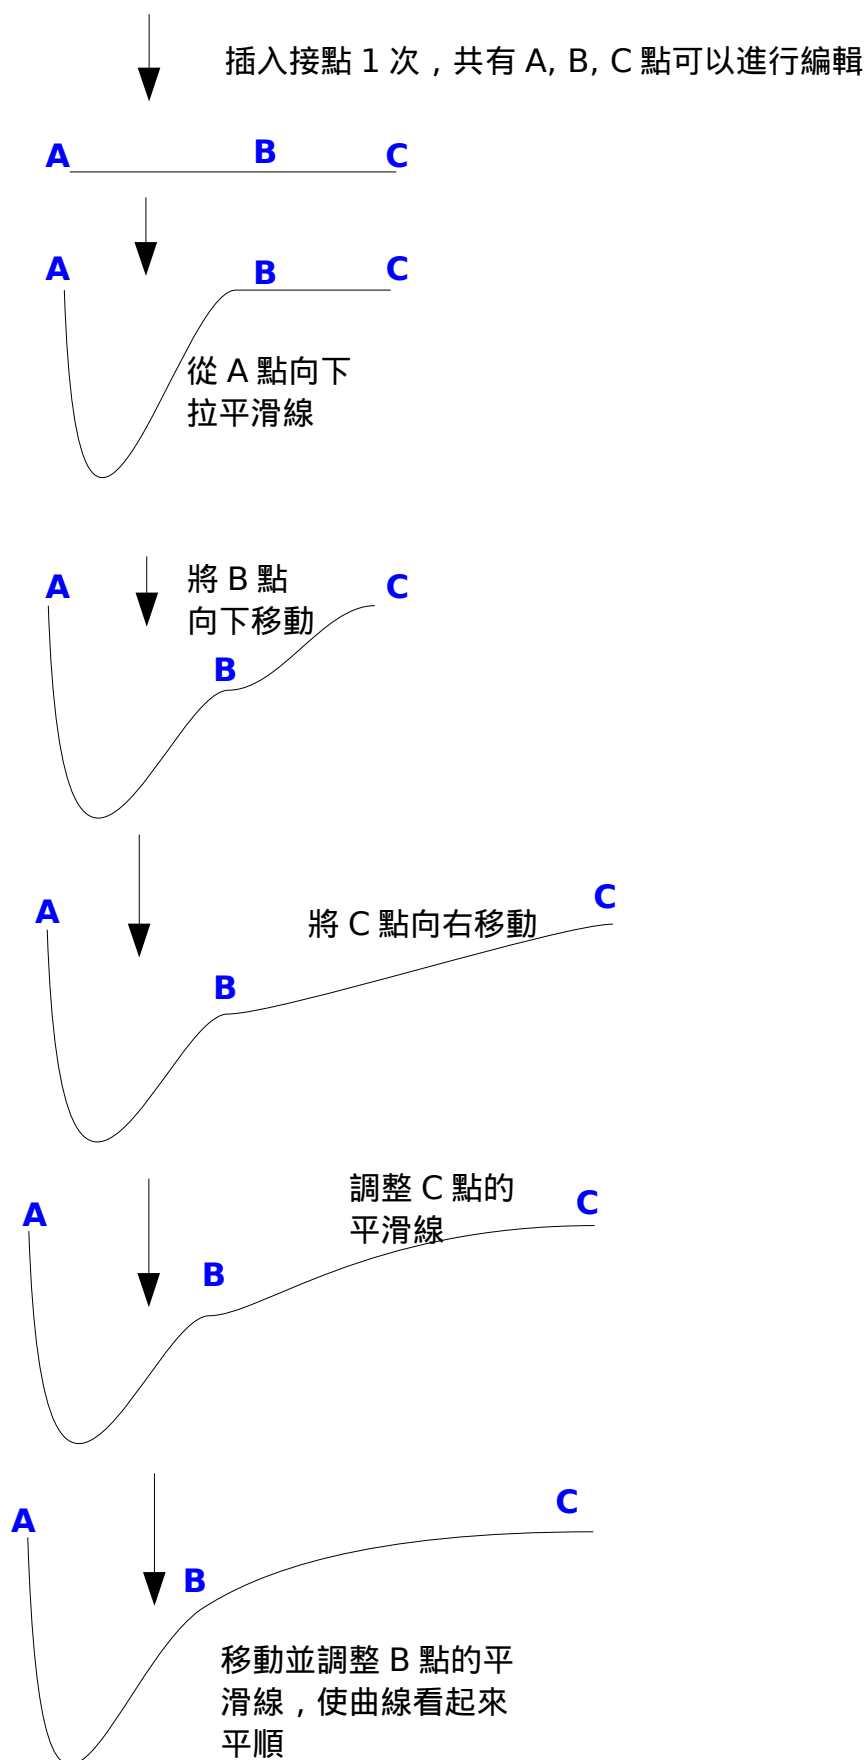 插入接點 1 次，共有 A, B, C 點可以進行編輯
A B C
A B C
從 A 點向下
拉平滑線
A C
將 B 點
向下移動
B
C
A
將 C 點向右移動
B
調整 C 點的
平滑線
A C
B
C
A
B
移動並調整 B 點的平
滑線，使曲線看起來
平順